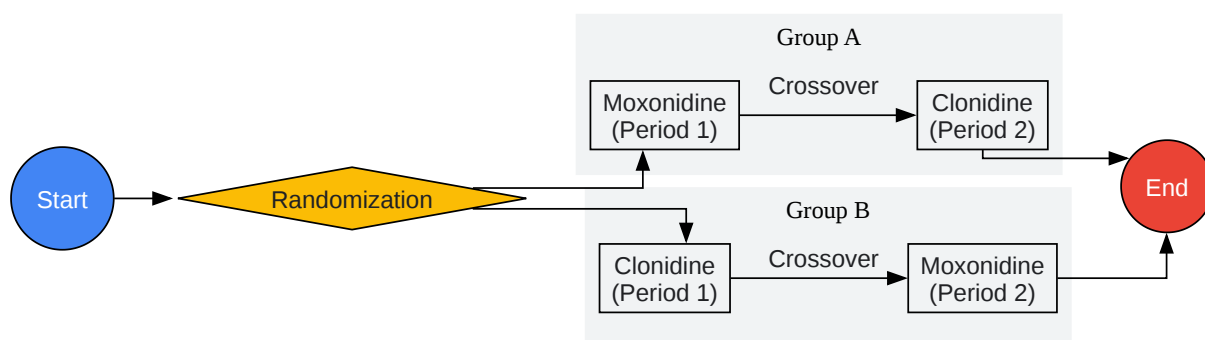 Start
Randomization
Group A
Moxonidine
(Period 1)
Crossover
Clonidine
(Period 2)
Group B
Clonidine
(Period 1)
Crossover
Moxonidine
(Period 2)
End